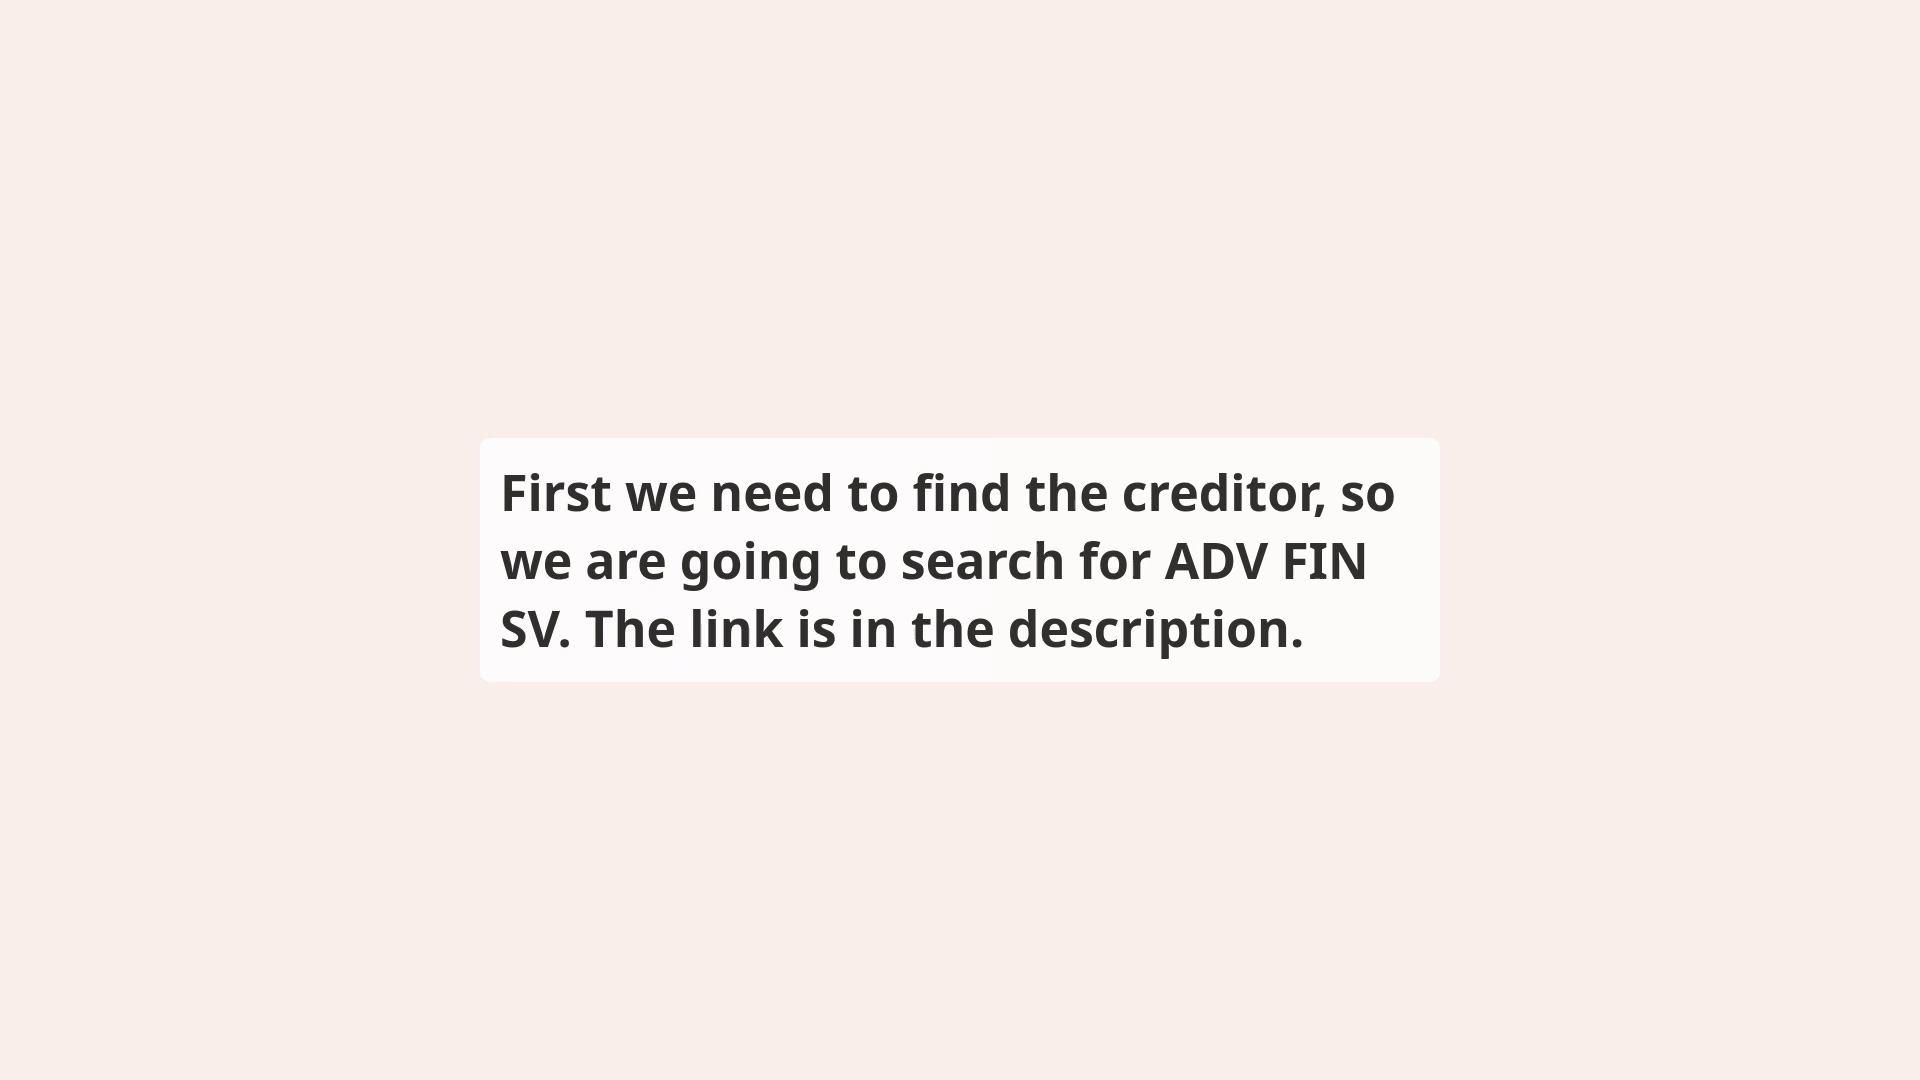 First we need to find the creditor, so
we are going to search for ADV FIN
SV. The link is in the description.